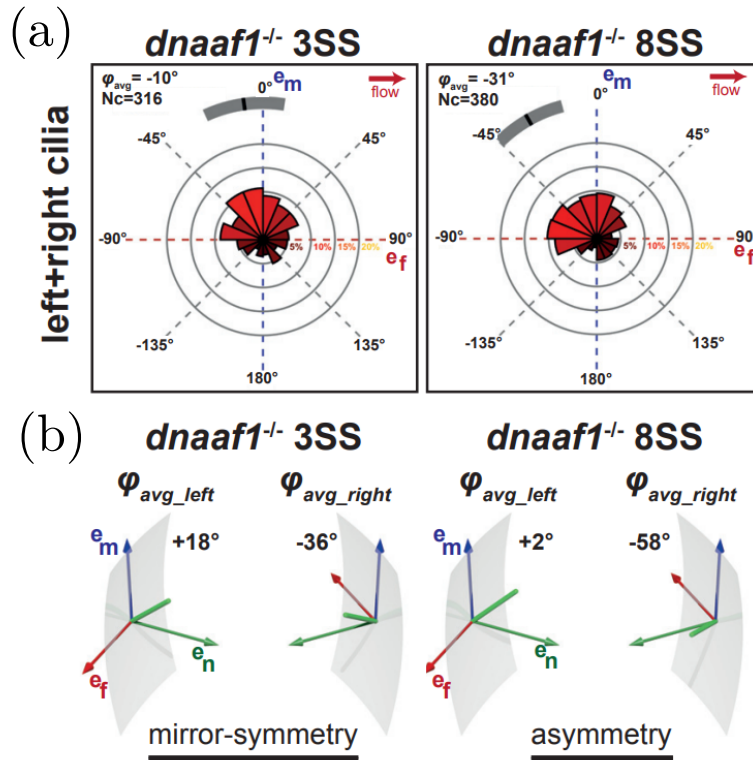 (a)
dnaaf1-/- 3SS
dnaaf1-/- 8SS
left+right cilia
φavg= -10°
Nc=316
0°
em
flow
-45°
45°
-90°
90°
ef
5%
10%
15%
20%
-135°
135°
180°
φavg= -31°
Nc=380
0°
em
flow
-45°
45°
-90°
90°
ef
5%
10%
15%
20%
-135°
135°
180°
(b)
dnaaf1-/- 3SS
dnaaf1-/- 8SS
φavg_left
φavg_right
φavg_left
φavg_right
em
+18°
-36°
em
+2°
-58°
en
ef
en
ef
mirror-symmetry
asymmetry